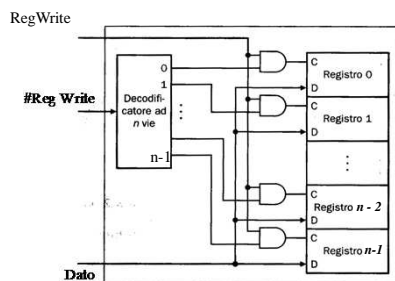 RegWrite
0
C
Registro 0
1
D
Decodifi-
catore ad
n vie
#Reg Write
C
Registro 1
D
n-1
C
Registro n - 2
D
C
Registro n-1
D
Dato